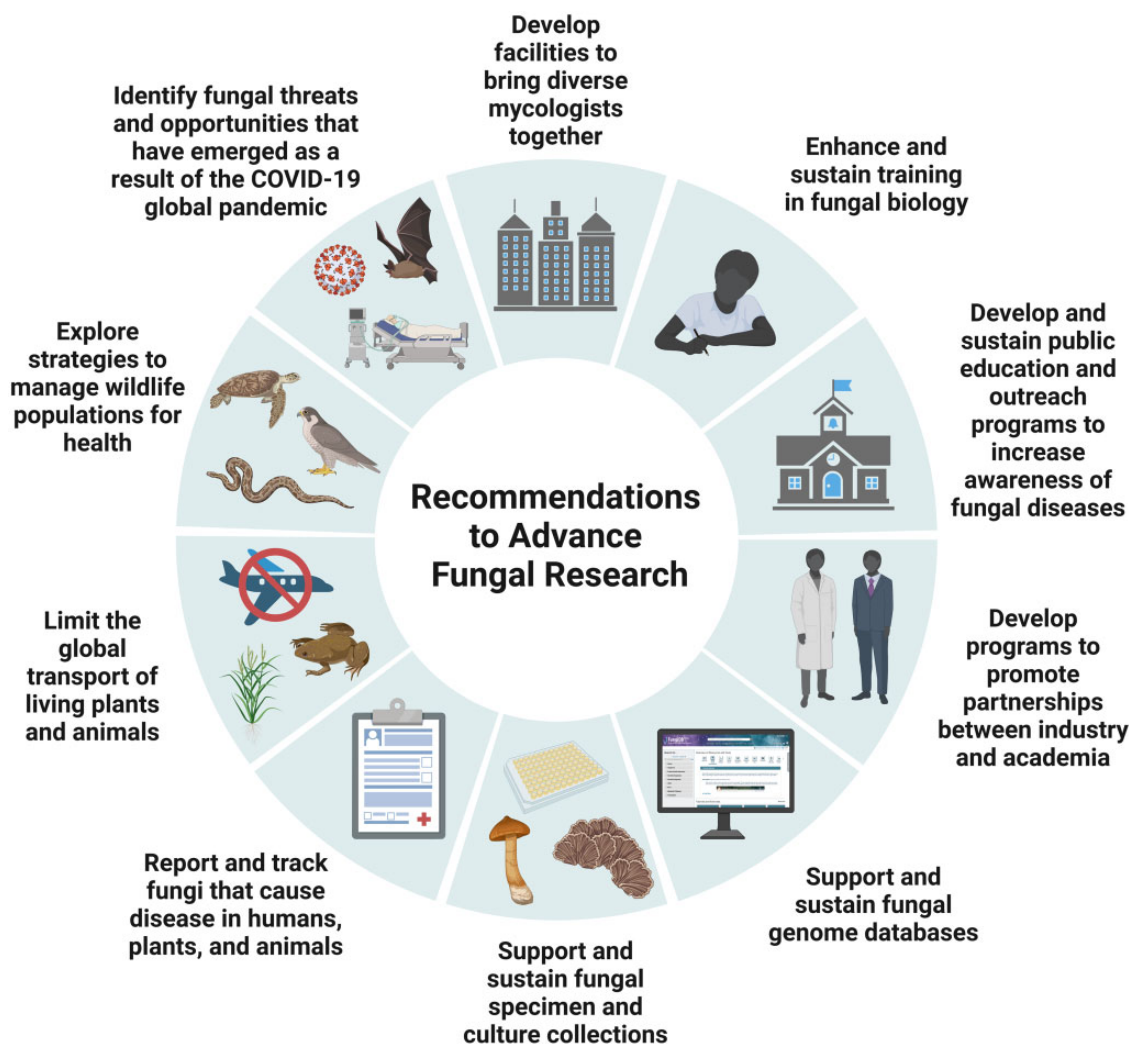 Develop
facilities to
bring diverse
mycologists
together
Enhance and
sustain training
in fungal biology
Develop and
sustain public
education and
outreach
programs to
increase
awareness of
fungal diseases
Develop
programs to
promote
partnerships
between industry
and academia
Support and
sustain fungal
genome databases
Support and
sustain fungal
specimen and
culture collections
Report and track
fungi that cause
disease in humans,
plants, and animals
Limit the
global
transport of
living plants
and animals
Explore
strategies to
manage wildlife
populations for
health
Identify fungal threats
and opportunities that
have emerged as a
result of the COVID-19
global pandemic
Recommendations
to Advance
Fungal Research